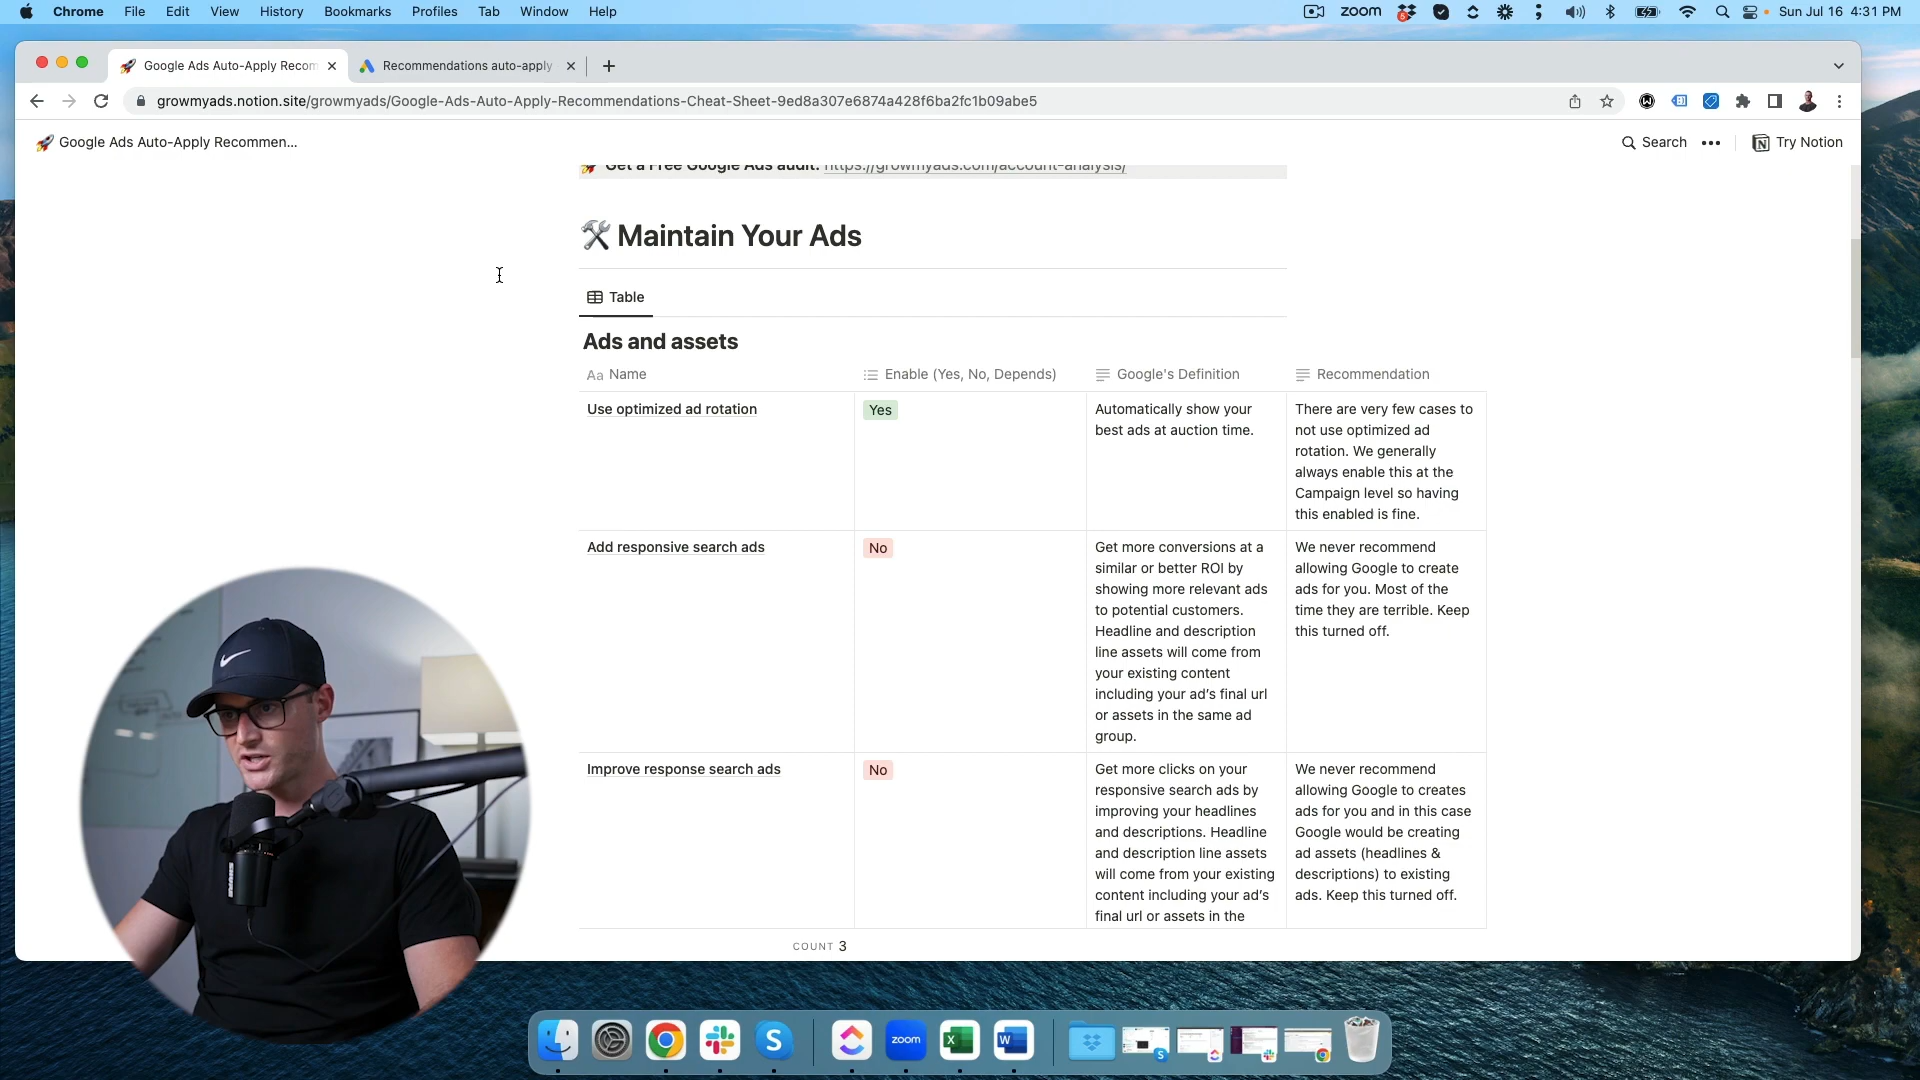 Chrome File Edit View History Bookmarks Profiles Tab Window Help
zoom
5
Sun Jul 16 4:31 PM
Google Ads Auto-Apply Recom
Recommendations auto-apply
growmyads.notion.site/growmyads/Google-Ads-Auto-Apply-Recommendations-Cheat-Sheet-9ed8a307e6874a428f6ba2fc1b09abe5
Google Ads Auto-Apply Recommen...
Search
Try Notion
Get a Free Google Ads audit: https://growmyads.com/account-analysis/
Maintain Your Ads
Table
Ads and assets
Aa Name
Enable (Yes, No, Depends)
Google's Definition
Recommendation
Use optimized ad rotation
Yes
Automatically show your
best ads at auction time.
There are very few cases to
not use optimized ad
rotation. We generally
always enable this at the
Campaign level so having
this enabled is fine.
Add responsive search ads
No
Get more conversions at a
similar or better ROI by
showing more relevant ads
to potential customers.
Headline and description
line assets will come from
your existing content
including your ad's final url
or assets in the same ad
group.
We never recommend
allowing Google to create
ads for you. Most of the
time they are terrible. Keep
this turned off.
Improve response search ads
No
Get more clicks on your
responsive search ads by
improving your headlines
and descriptions. Headline
and description line assets
will come from your existing
content including your ad's
final url or assets in the
We never recommend
allowing Google to creates
ads for you and in this case
Google would be creating
ad assets (headlines &
descriptions) to existing
ads. Keep this turned off.
COUNT 3
SHURE
S
zoom
X
W